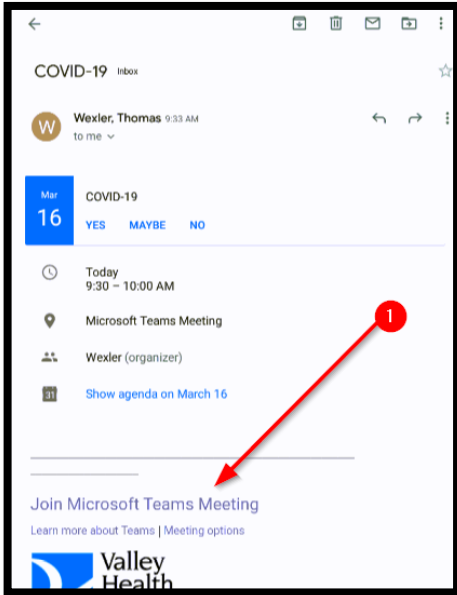 COVID-19 Inbox
W
Wexler, Thomas 9:33 AM
to me
Mar
16
COVID-19
YES MAYBE NO
Today
9:30 – 10:00 AM
1
Microsoft Teams Meeting
Wexler (organizer)
31
Show agenda on March 16
Join Microsoft Teams Meeting
Learn more about Teams | Meeting options
Valley
Health